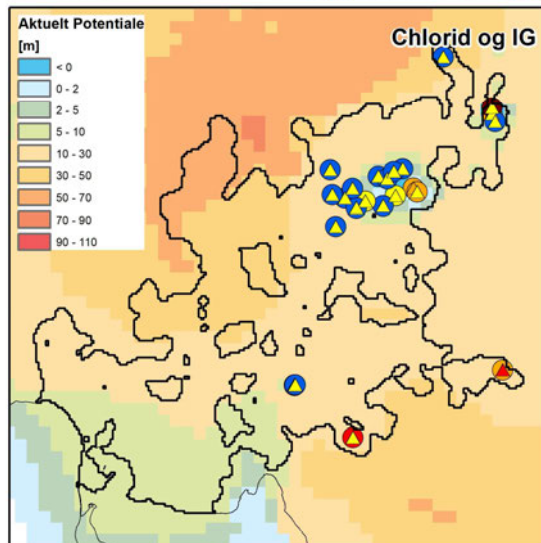 Aktuelt Potentiale
[m]
< 0
0 - 2
2 - 5
5 - 10
10 - 30
30 - 50
50 - 70
70 - 90
90 - 110
Chlorid og IG